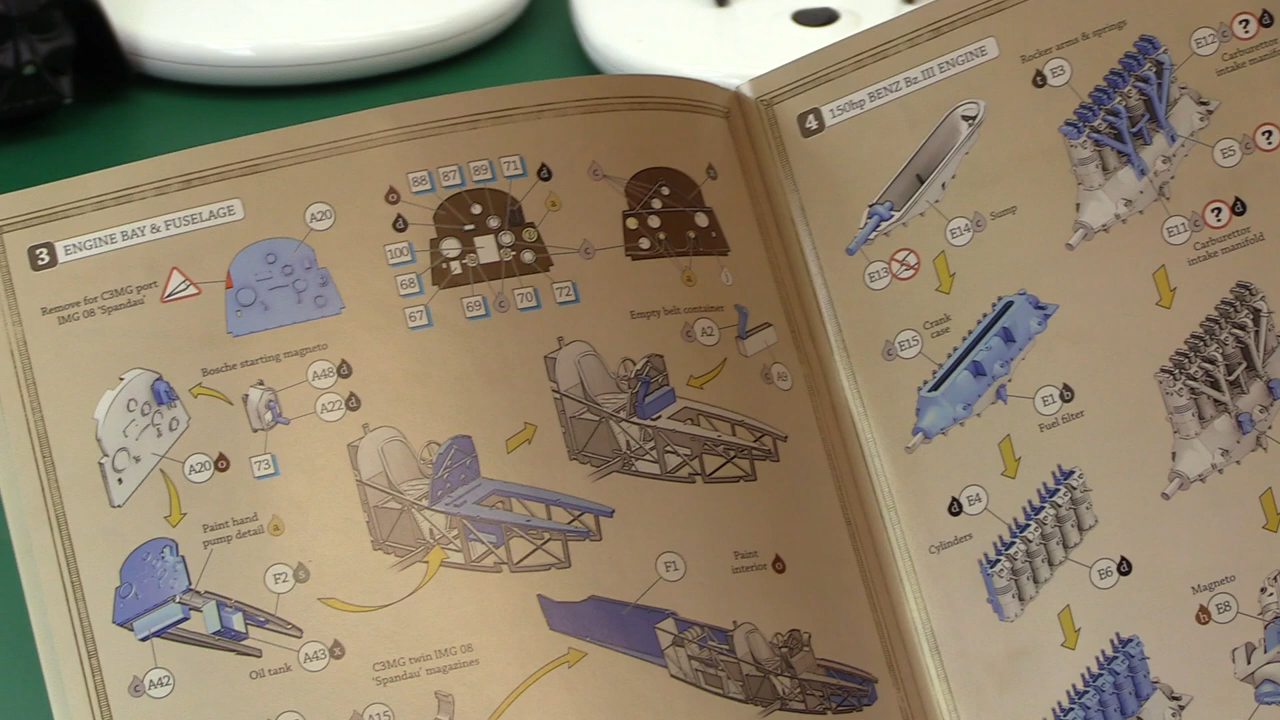 3 ENGINE BAY & FUSELAGE
A20
Remove for C3MG port
IMG 08 'Spandau'
88 87 89 71 d
o
d
a
100
68
67
69 c 70 72
c
c
a
i
Bosche starting magneto
A48 d
A22 d
A20 o
73
Empty belt container
c A2
c A9
Paint hand
pump detail a
F2 s
Oil tank A43 x
c A42
F1
Paint
interior o
C3MG twin IMG 08
'Spandau' magazines
A15
4 150hp BENZ Bz.III ENGINE
E14 c Sump
E13
c E15
Crank
case
E1 b
Fuel filter
d E4
Cylinders
E6 d
Rocker arms & springs
t E3
E12 c ? d
Carburettor
intake manif
E5 c ?
E11 c ? d
Carburettor
intake manifold
Magneto
h E8